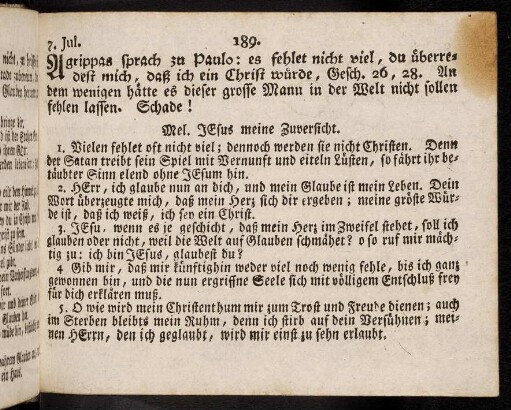 7. Jul.
189.
Agrippas sprach zu Paulo: es fehlet nicht viel, du überre-
dest mich, daß ich ein Christ würde, Gesch. 26, 28. An
dem wenigen hätte es dieser grosse Mann in der Welt nicht sollen
fehlen lassen. Schade!
Mel. JEsus meine Zuversicht.
1. Vielen fehlet oft nicht viel; dennoch werden sie nicht Christen. Denn
der Satan treibt sein Spiel mit Vernunft und eiteln Lüsten, so fährt ihr be-
täubter Sinn elend ohne JEsum hin.
2. HErr, ich glaube nun an dich, und mein Glaube ist mein Leben. Dein
Wort überzeugte mich, daß mein Herz sich dir ergeben; meine gröste Wür-
de ist, daß ich weiß, ich sey ein Christ.
3. JEsu, wenn es je geschicht, daß mein Herz im Zweifel stehet, soll ich
glauben oder nicht, weil die Welt auf Glauben schmähet? o so ruf mir mäch-
tig zu: ich bin JEsus, glaubest du?
4 Gib mir, daß mir künftighin weder viel noch wenig fehle, bis ich ganz
gewonnen bin, und die nun ergriffne Seele sich mit völligem Entschluß frey
für dich erklären muß.
5. O wie wird mein Christenthum mir zum Trost und Freude dienen; auch
im Sterben bleibts mein Ruhm, denn ich stirb auf dein Versühnen; mei-
nen HErrn, den ich geglaubt, wird mir einst zu sehn erlaubt.